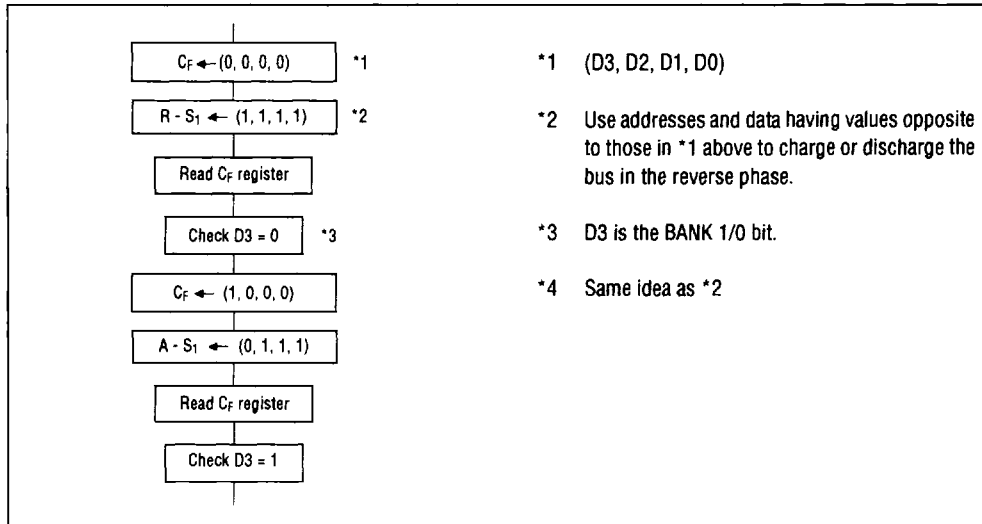 CF ← (0, 0, 0, 0) *1
R - S1 ← (1, 1, 1, 1) *2
Read CF register
Check D3 = 0 *3
CF ← (1, 0, 0, 0)
A - S1 ← (0, 1, 1, 1)
Read CF register
Check D3 = 1
*1 (D3, D2, D1, D0)
*2 Use addresses and data having values opposite
to those in *1 above to charge or discharge the
bus in the reverse phase.
*3 D3 is the BANK 1/0 bit.
*4 Same idea as *2